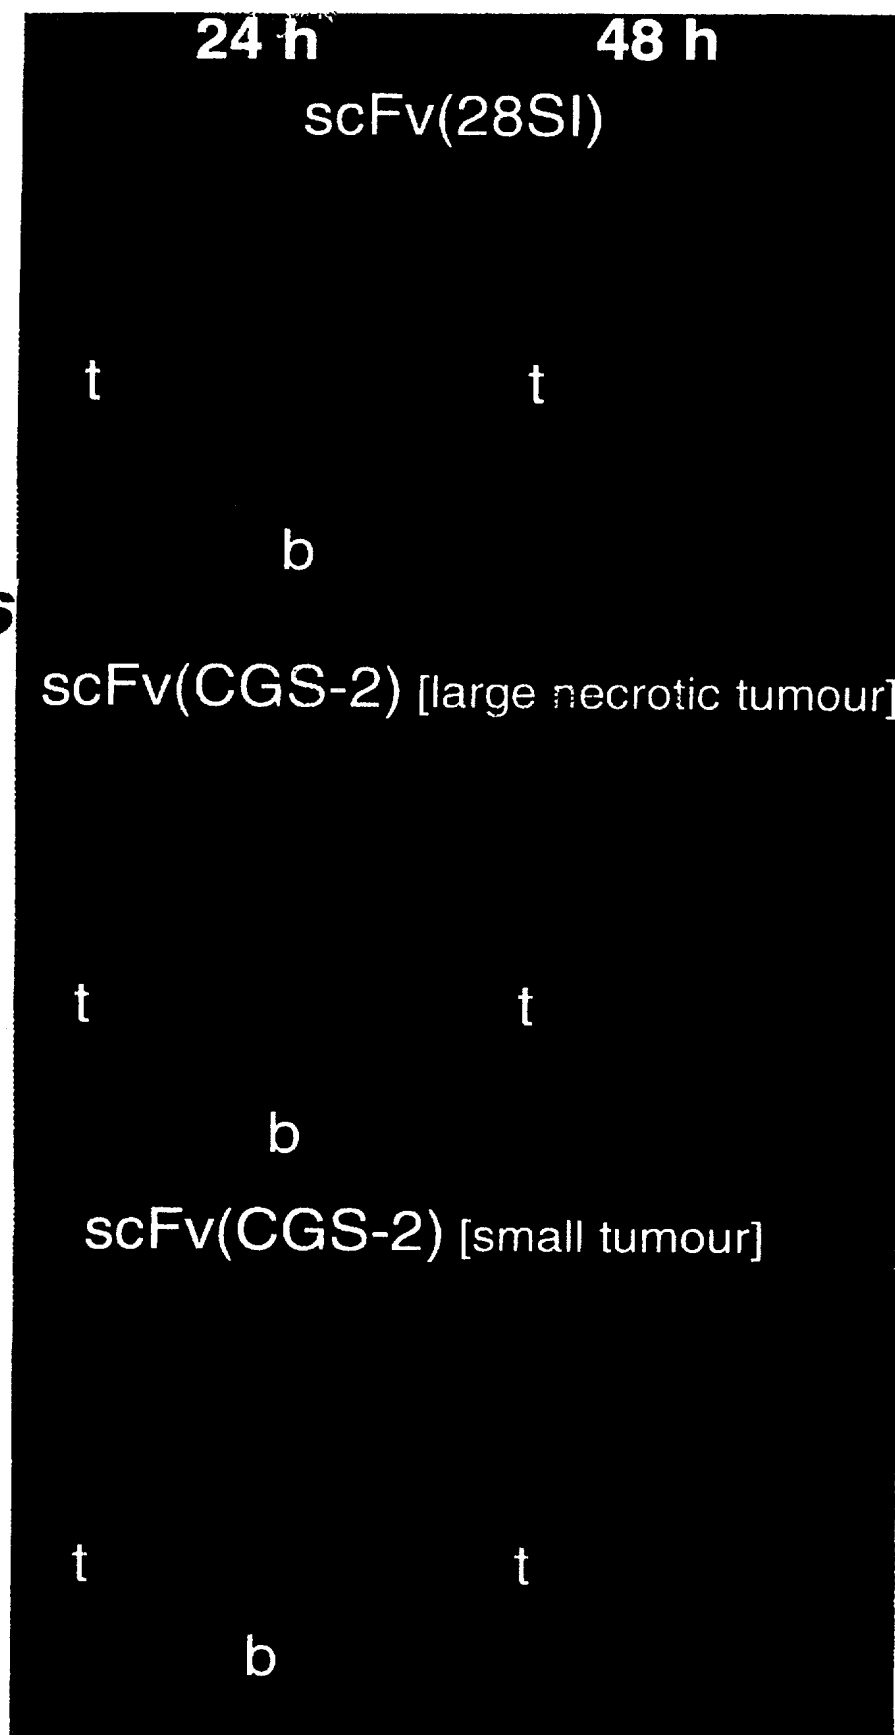 24 h 48 h
scFv(28SI)
t t
b
scFv(CGS-2) [large necrotic tumour]
t t
b
scFv(CGS-2) [small tumour]
t t
b